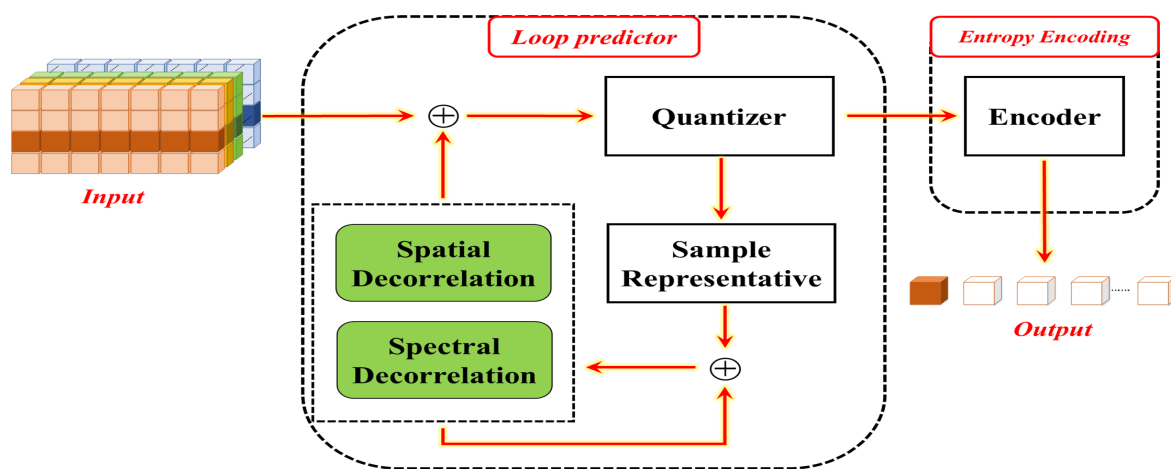 Loop predictor
Entropy Encoding
Quantizer
Encoder
Input
Spatial
Decorrelation
Sample
Representative
Spectral
Decorrelation
......
Output